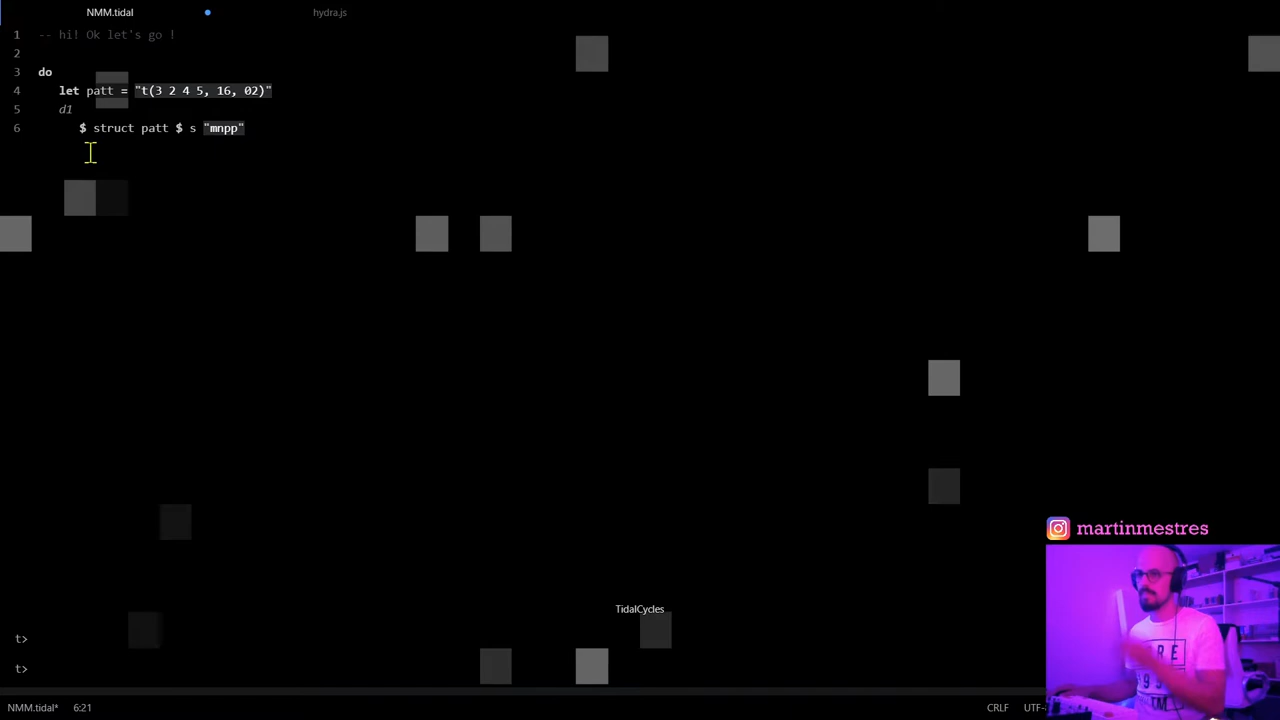 NMM.tidal
hydra.js
1 -- hi! Ok let's go !
2
3 do
4 let patt = "t(3 2 4 5, 16, 02)"
5 d1
6 $ struct patt $ s "mnpp"
martinmestres
TidalCycles
t>
t>
NMM.tidal* 6:21 CRLF